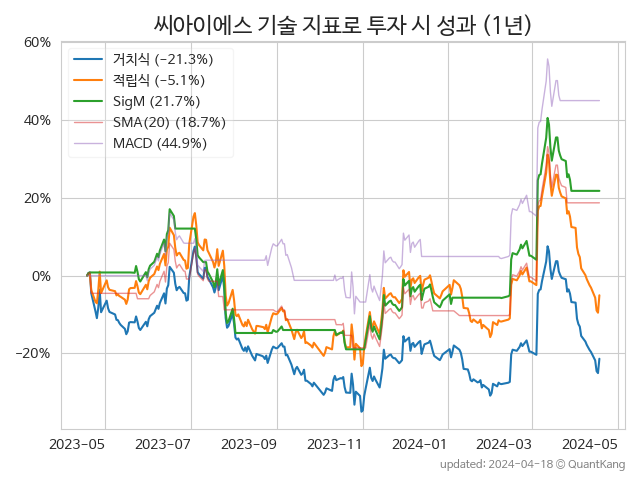 씨아이에스 기술 지표로 투자 시 성과 (1년)
60%
40%
20%
0%
−20%
거치식 (−21.3%)
적립식 (−5.1%)
SigM (21.7%)
SMA(20) (18.7%)
MACD (44.9%)
2023-05 2023-07 2023-09 2023-11 2024-01 2024-03 2024-05
updated: 2024-04-18 © QuantKang